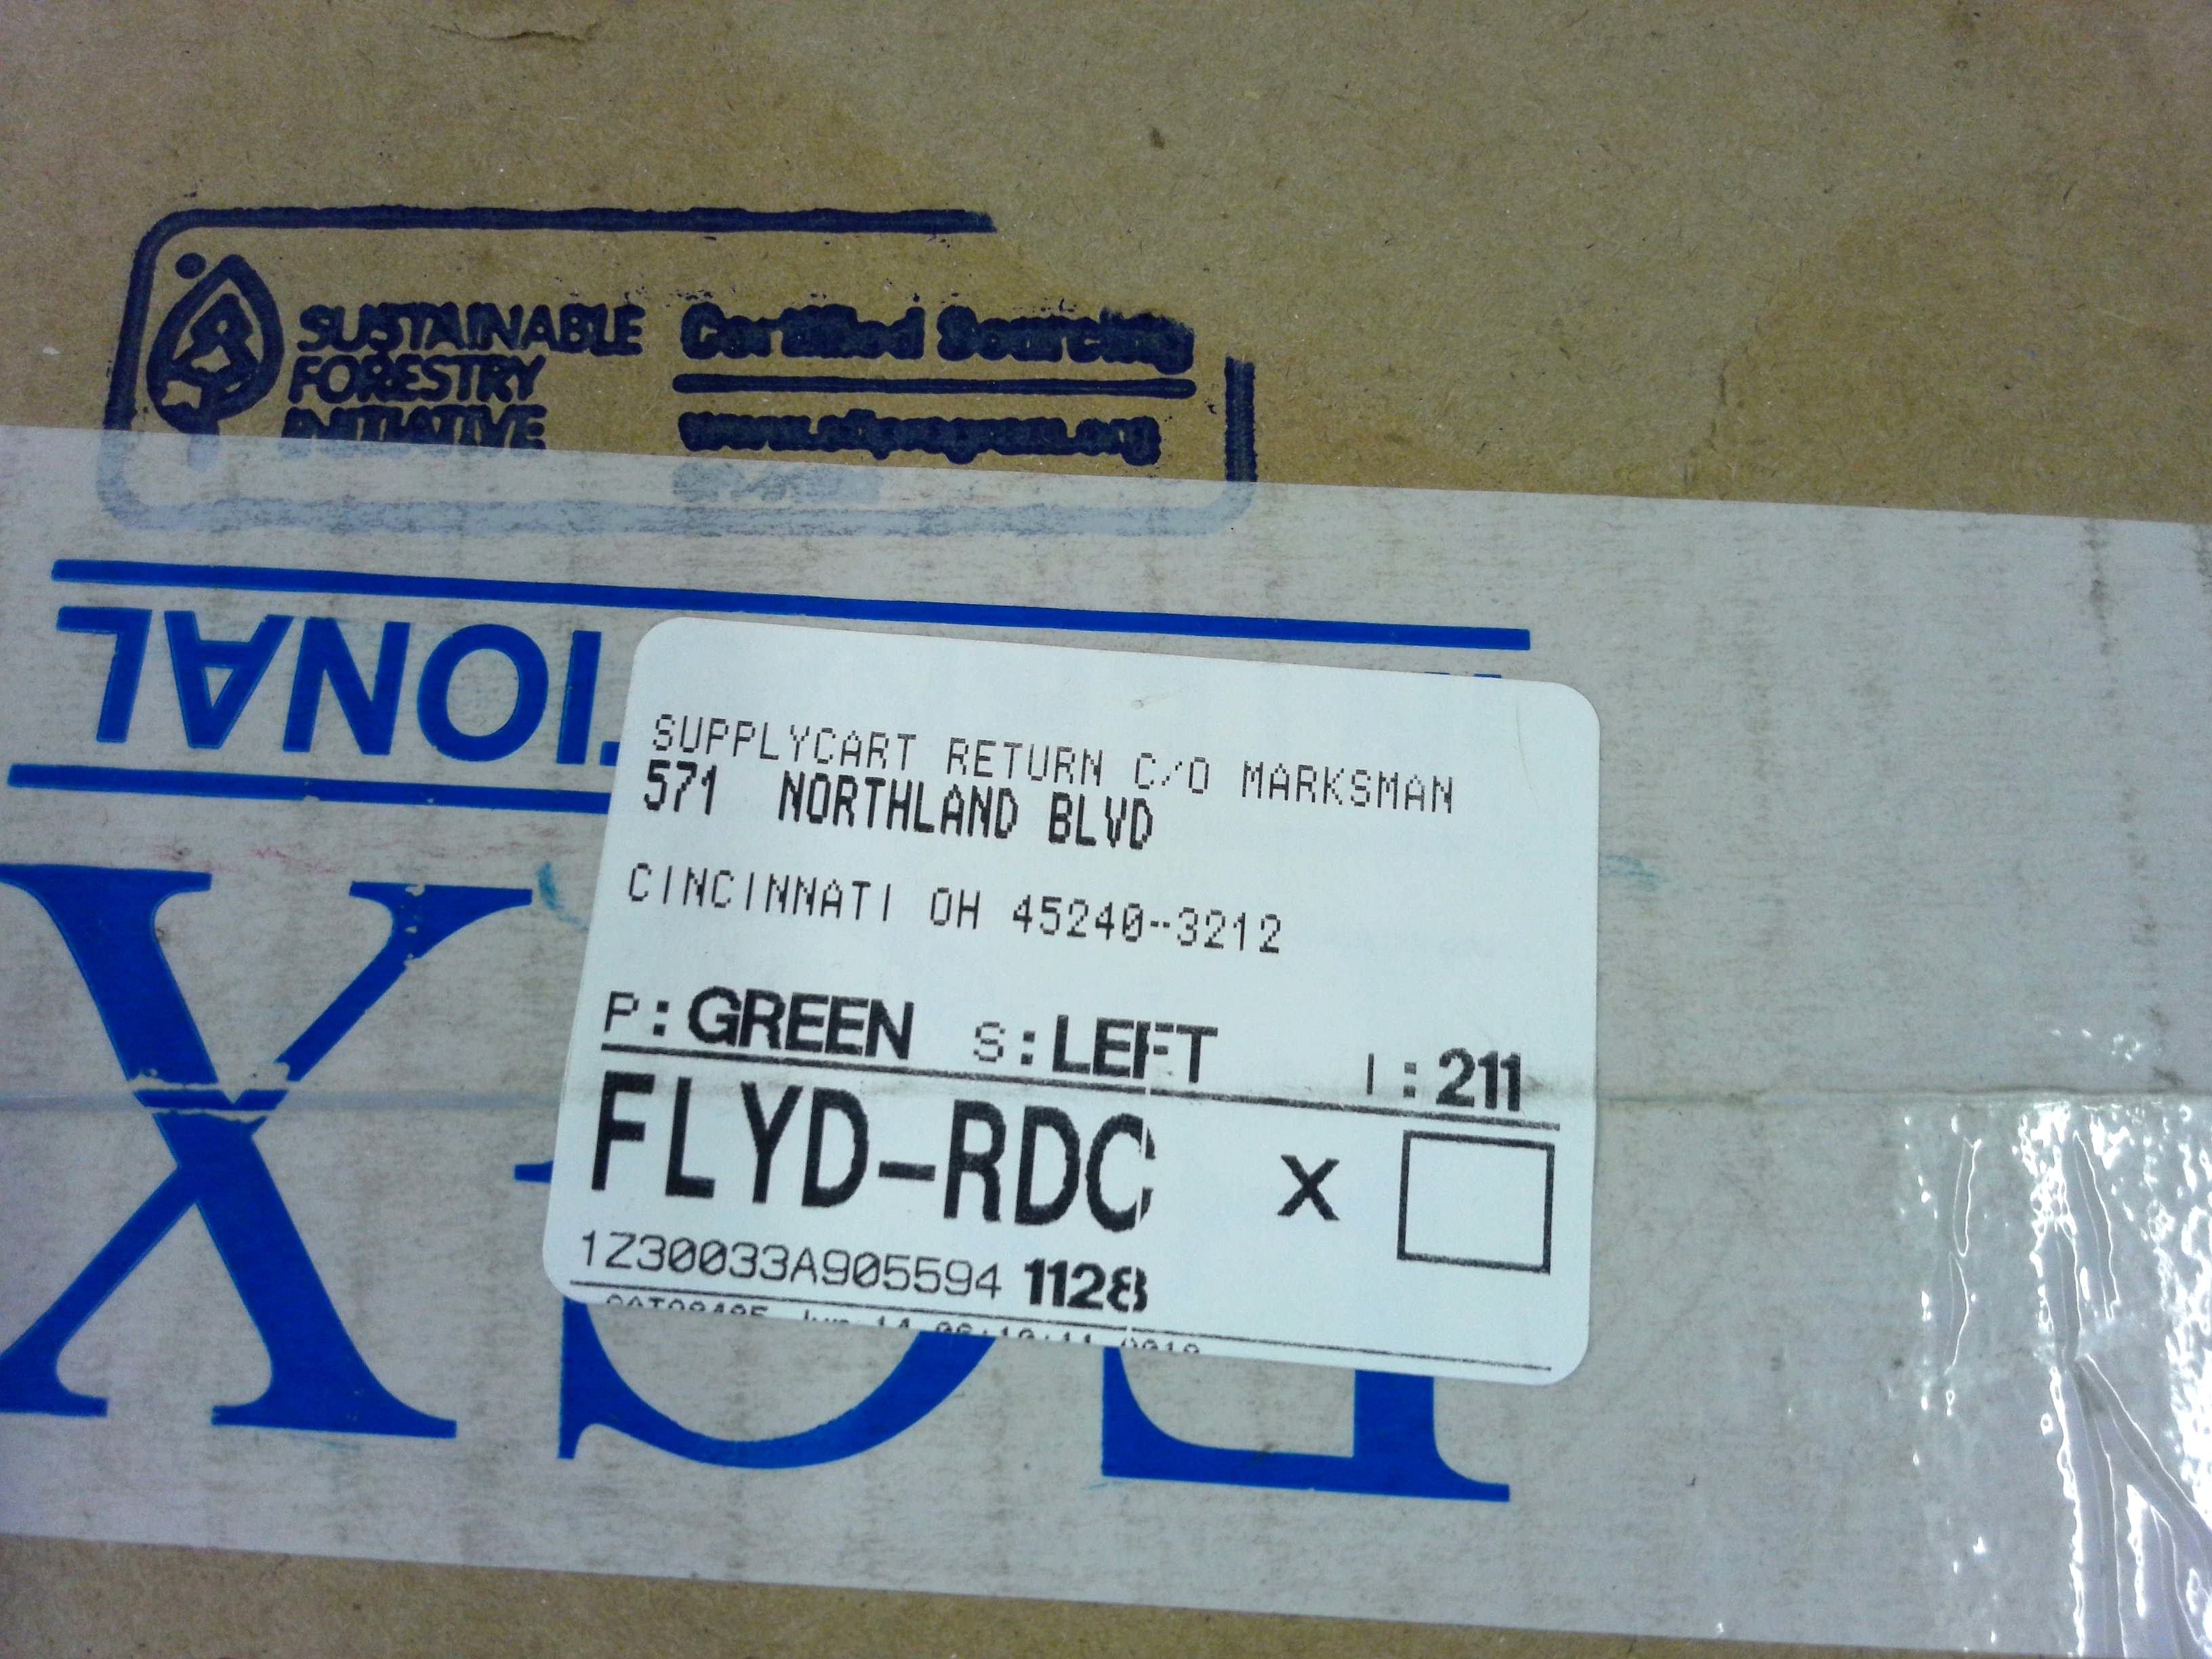 SUSTAINABLE
FORESTRY
INITIATIVE
Certified Sourcing
www.sfiprogram.org
SUPPLYCART RETURN C/O MARKSMAN
571 NORTHLAND BLVD
CINCINNATI OH 45240-3212
P:GREEN S:LEFT I:211
FLYD-RDC X
1Z30033A905594 1128
TIONAL
X